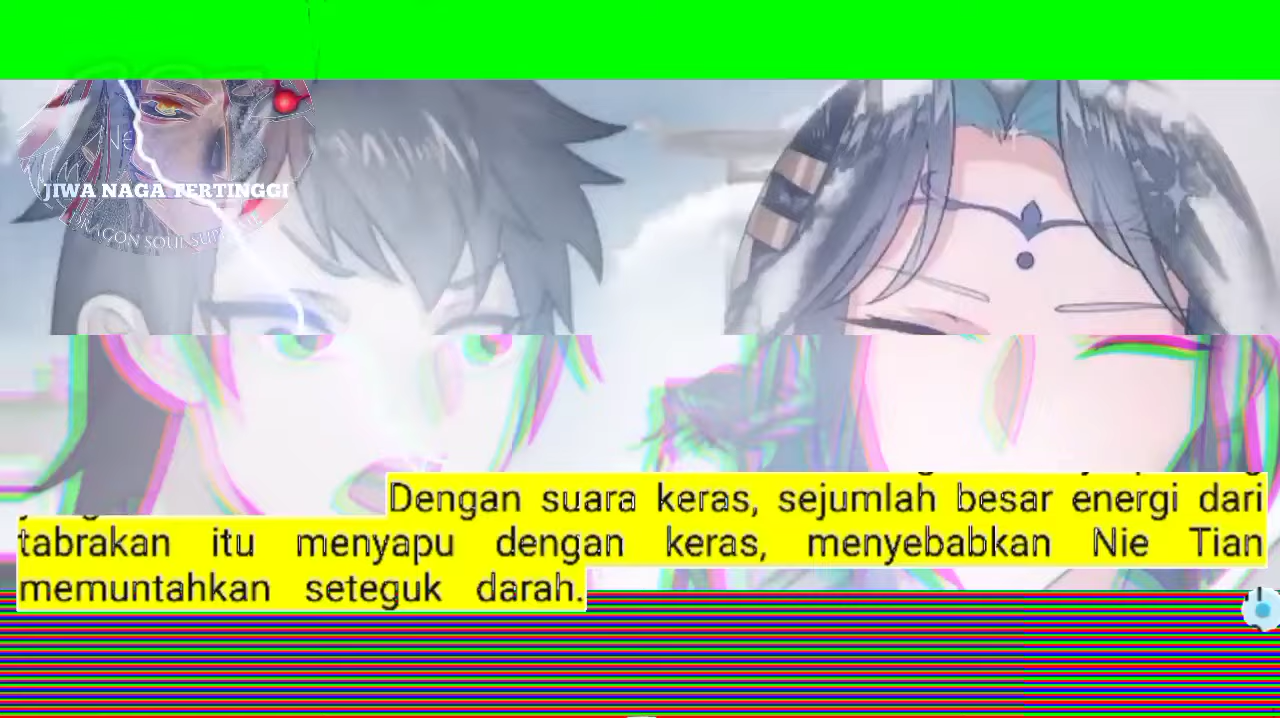 JIWA NAGA TERTINGGI
DRAGON SOUL
Dengan suara keras, sejumlah besar energi dari
tabrakan itu menyapu dengan keras, menyebabkan Nie Tian
memuntahkan seteguk darah.